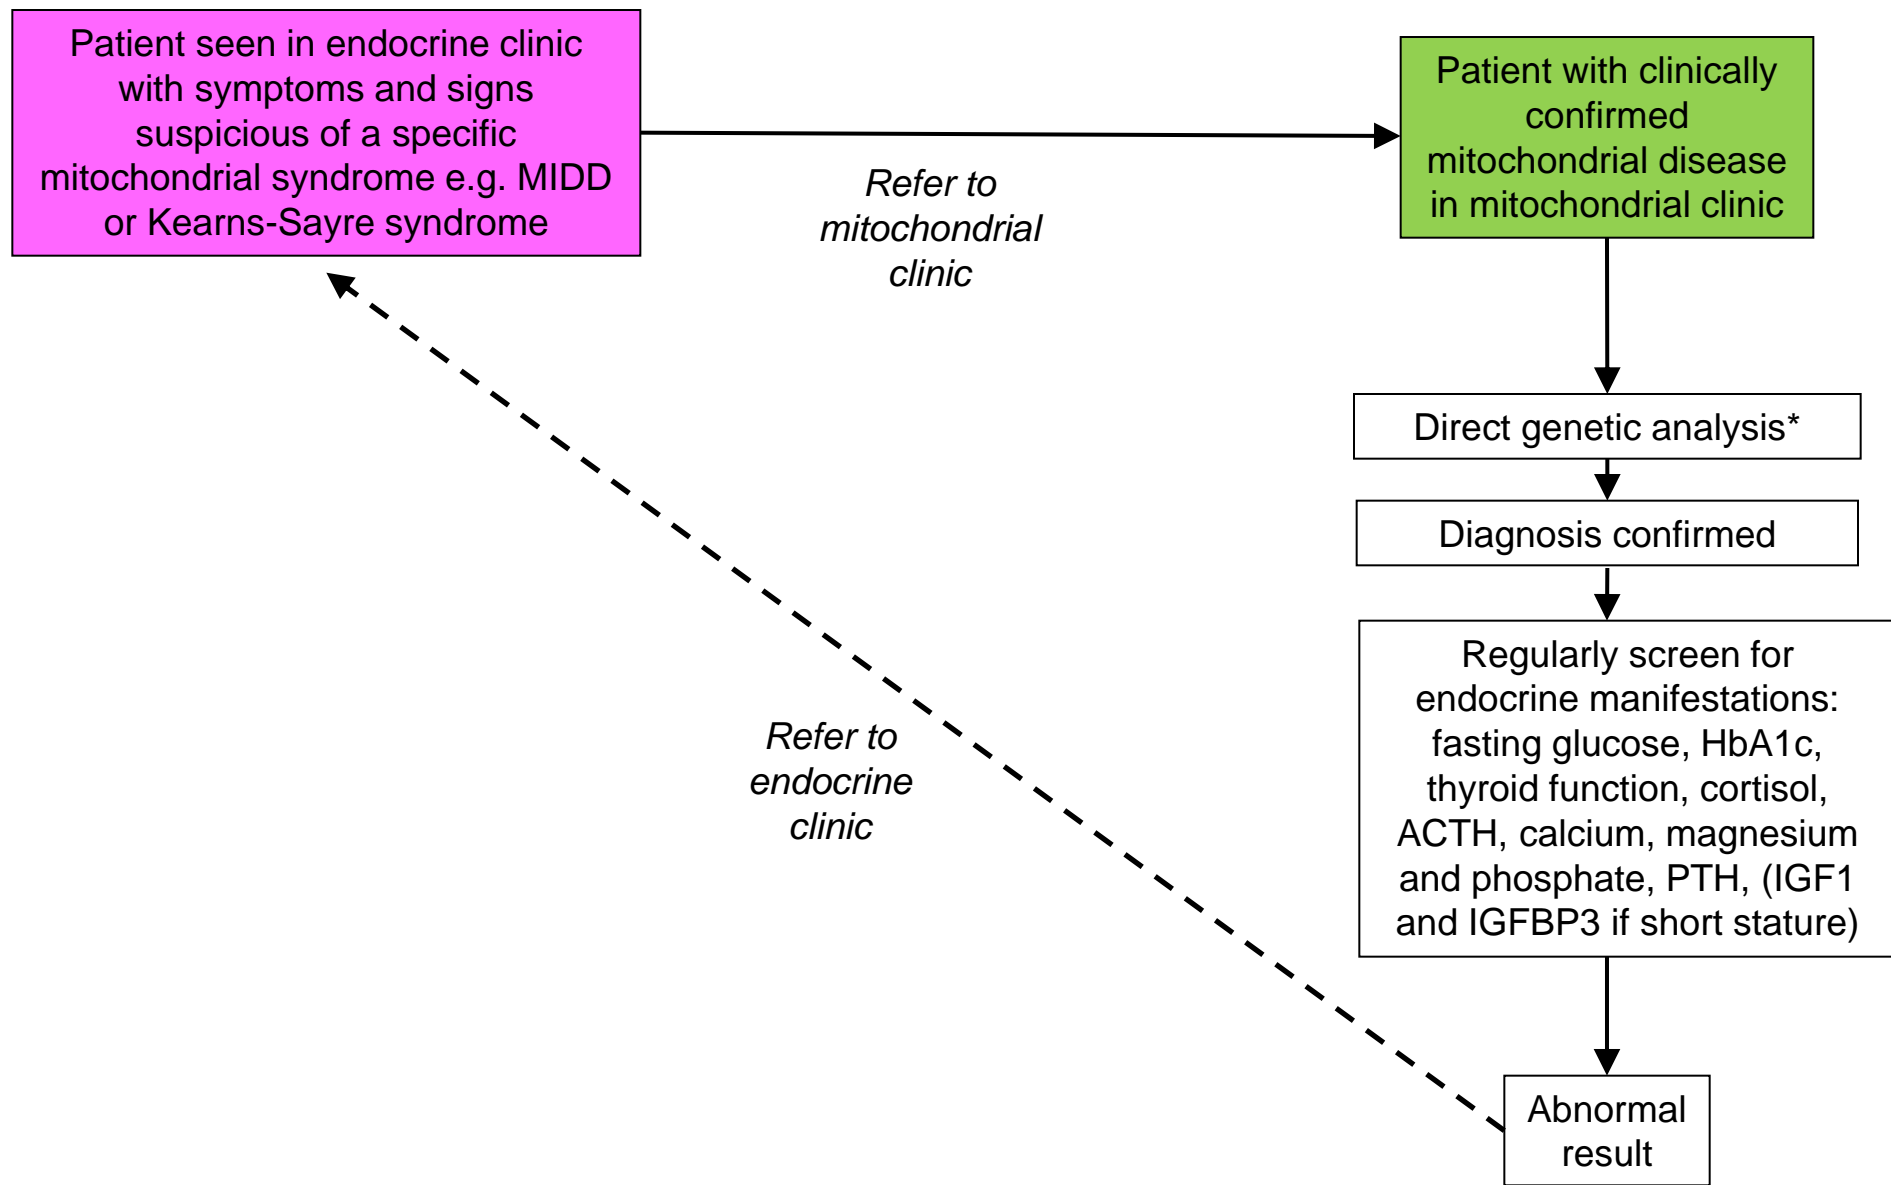 Patient seen in endocrine clinic
with symptoms and signs
suspicious of a specific
mitochondrial syndrome e.g. MIDD
or Kearns-Sayre syndrome
Refer to
mitochondrial
clinic
Patient with clinically
confirmed
mitochondrial disease
in mitochondrial clinic
Direct genetic analysis*
Diagnosis confirmed
Regularly screen for
endocrine manifestations:
fasting glucose, HbA1c,
thyroid function, cortisol,
ACTH, calcium, magnesium
and phosphate, PTH, (IGF1
and IGFBP3 if short stature)
Abnormal
result
Refer to
endocrine
clinic